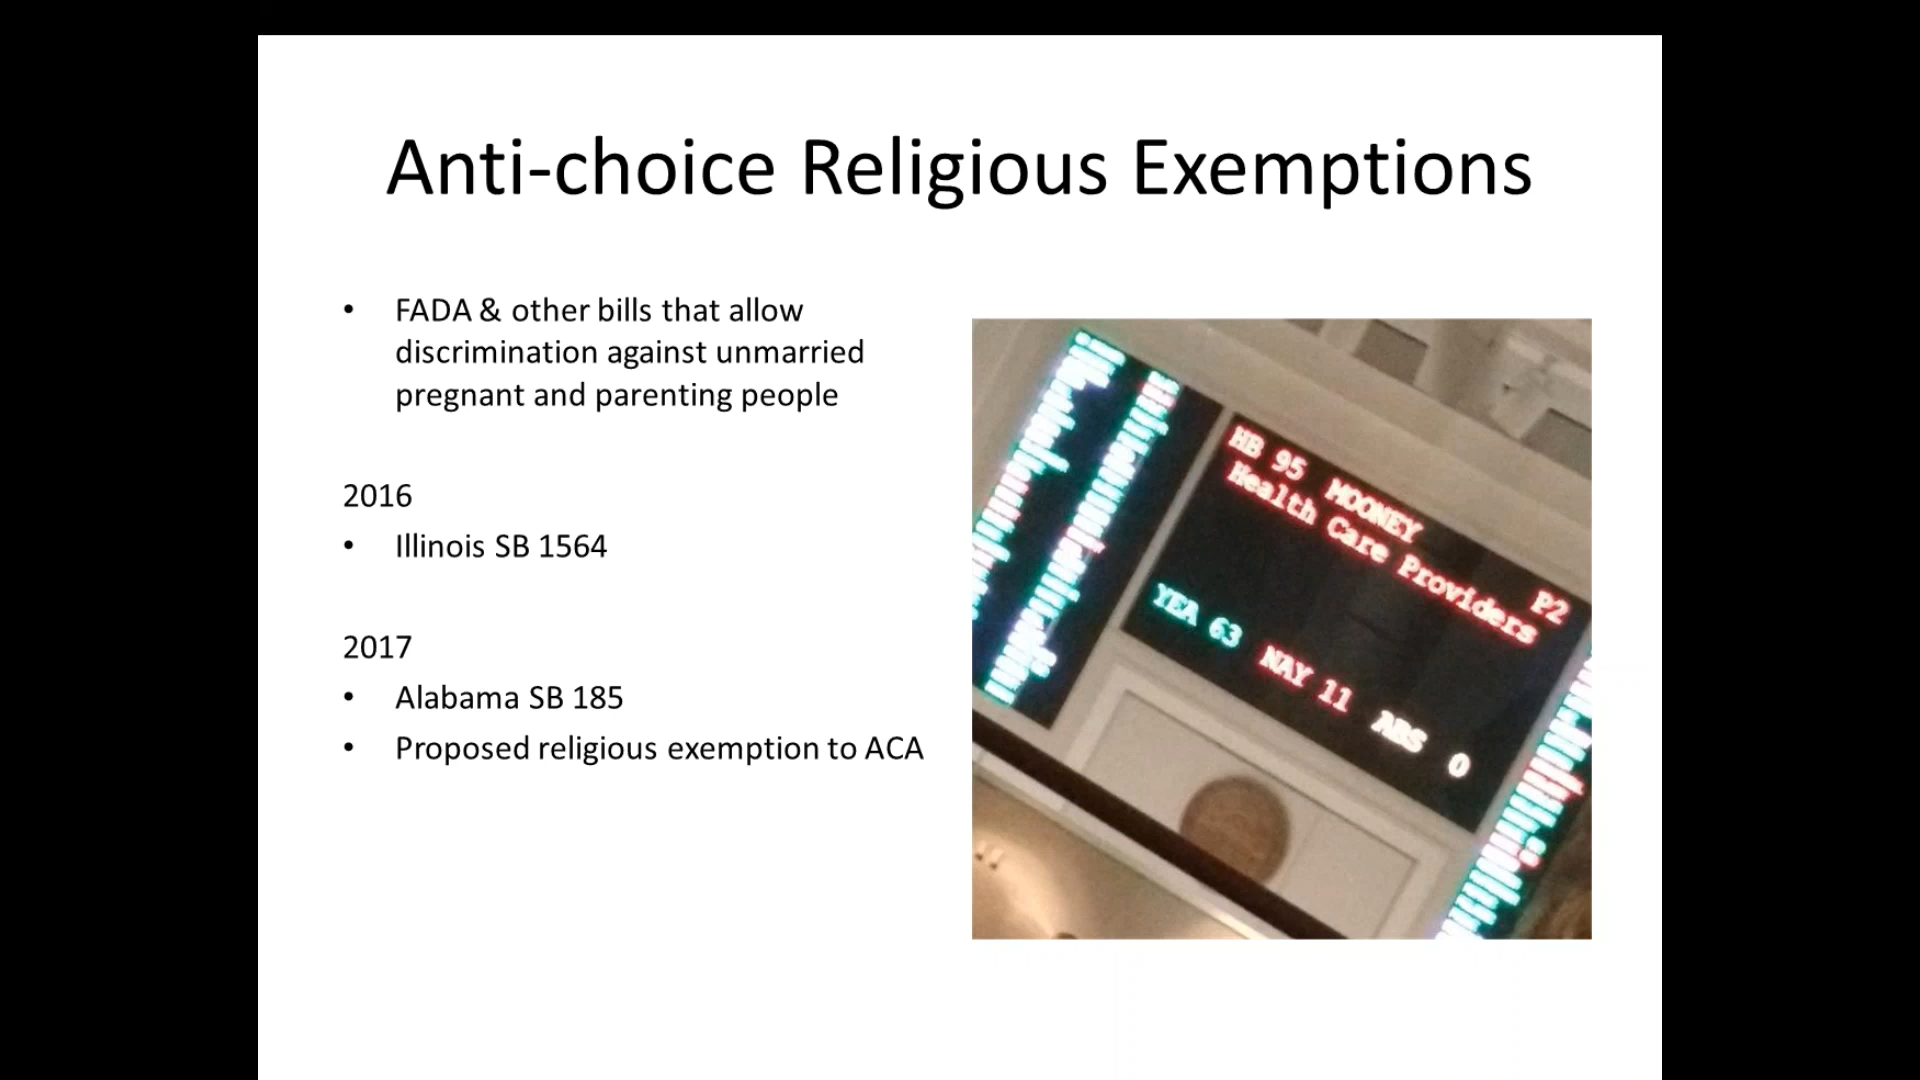 Anti-choice Religious Exemptions
• FADA & other bills that allow
discrimination against unmarried
pregnant and parenting people
2016
• Illinois SB 1564
2017
• Alabama SB 185
• Proposed religious exemption to ACA
HB 95 MOONEY
Health Care Providers
P2
YEA 63 NAY 11 ABS 0